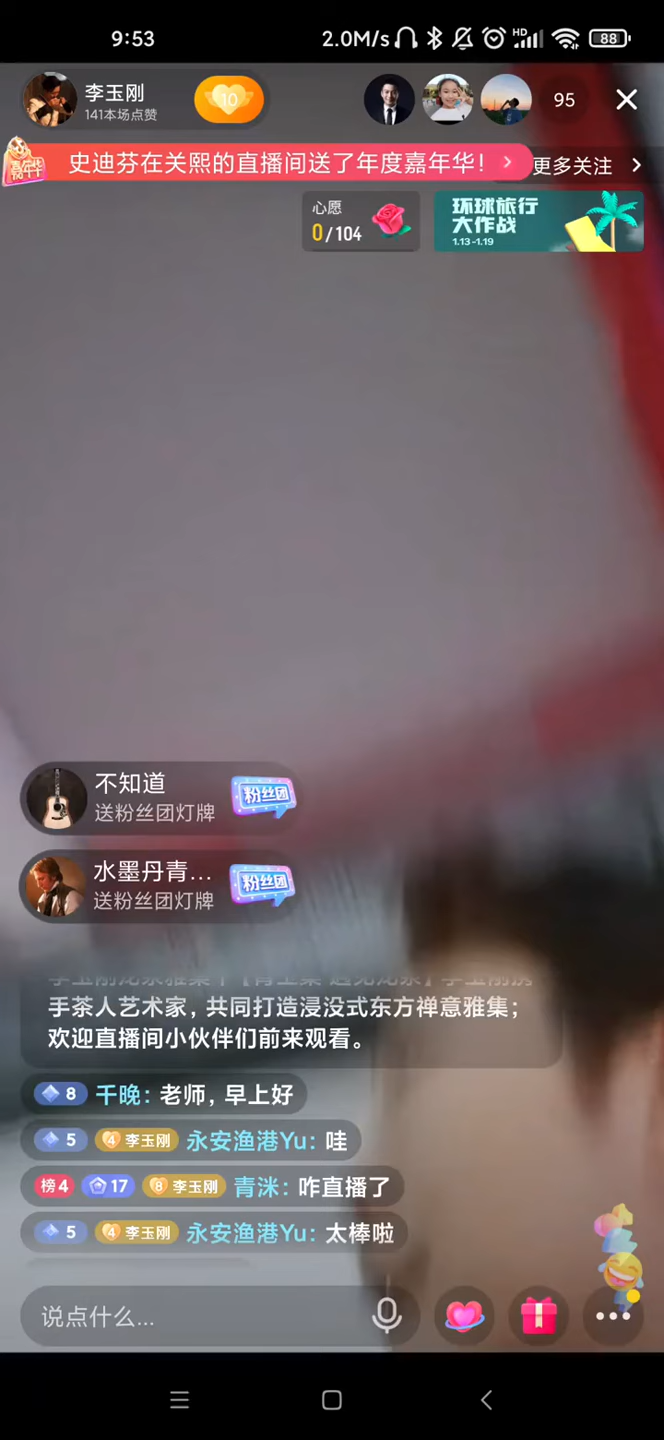 9:53
2.0M/s
HD
88
李玉刚
141本场点赞
10
95
嘉年华
史迪芬在关熙的直播间送了年度嘉年华！
更多关注
心愿
0/104
环球旅行
大作战
1.13-1.19
不知道
送粉丝团灯牌
粉丝团
水墨丹青...
送粉丝团灯牌
粉丝团
手茶人艺术家，共同打造浸没式东方禅意雅集；
欢迎直播间小伙伴们前来观看。
8 千晚：老师，早上好
5 4 李玉刚 永安渔港Yu：哇
榜4 17 8 李玉刚 青洣：咋直播了
5 4 李玉刚 永安渔港Yu：太棒啦
说点什么...